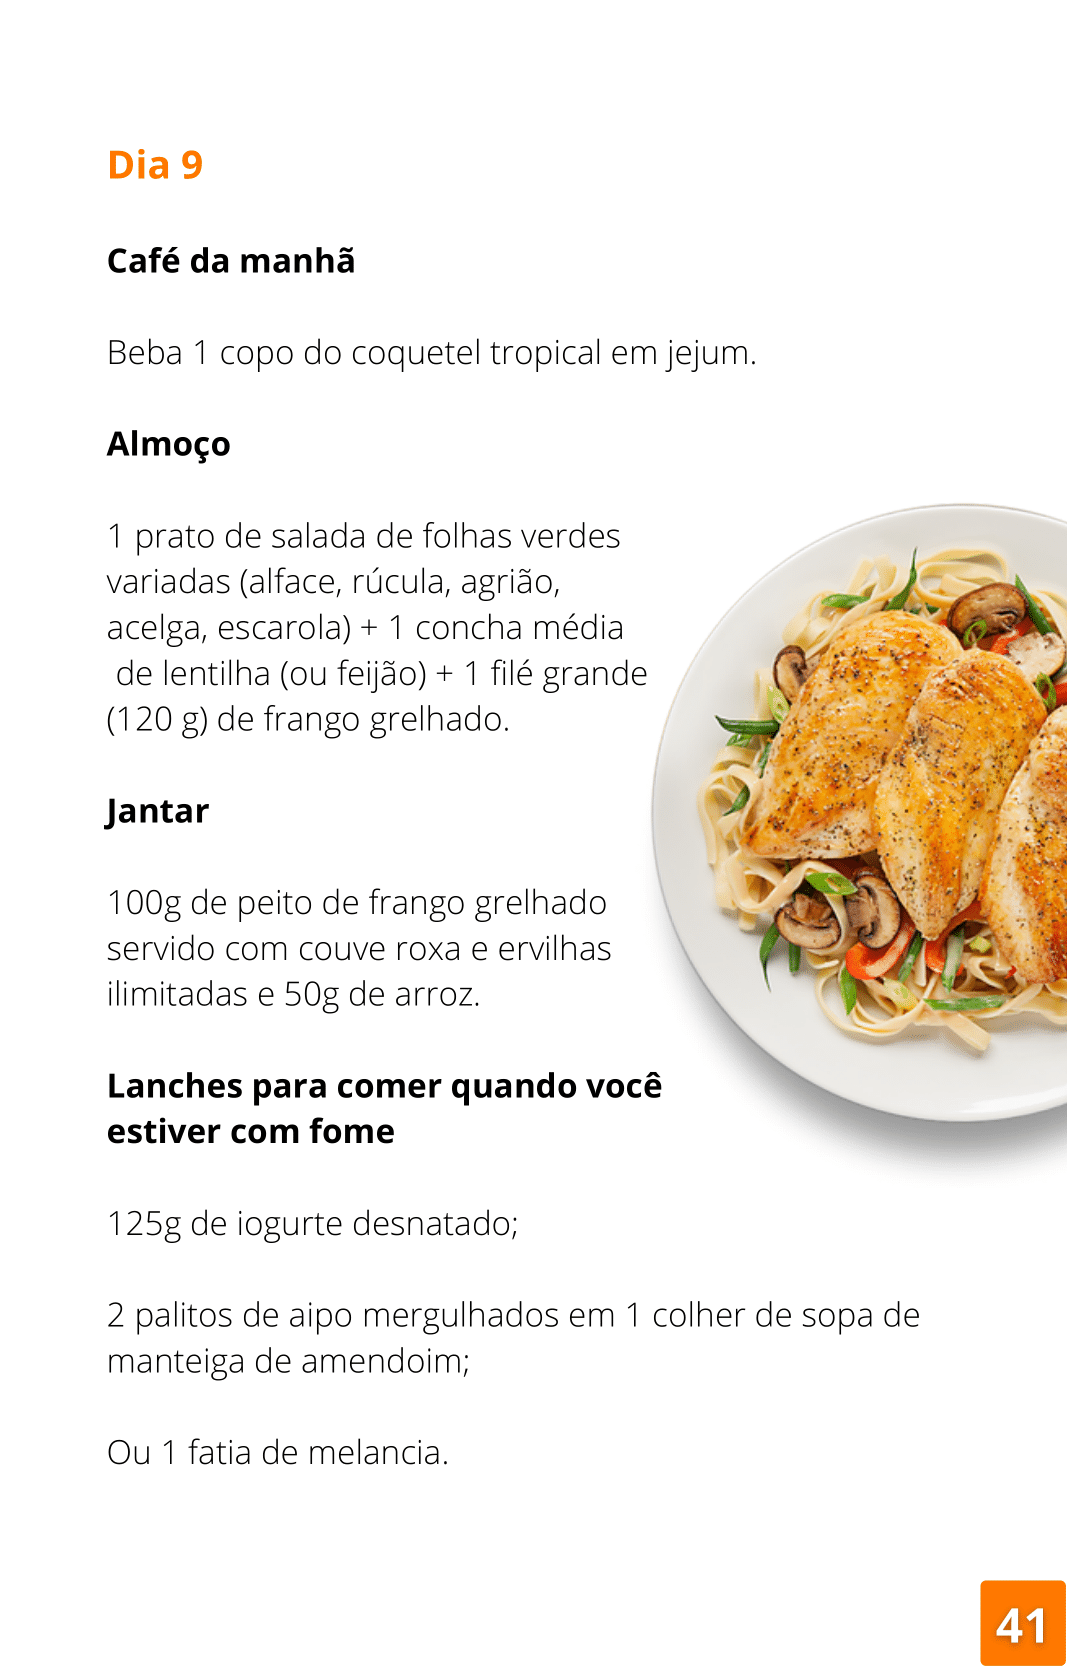 Dia 9
Café da manhã
Beba 1 copo do coquetel tropical em jejum.
Almoço
1 prato de salada de folhas verdes
variadas (alface, rúcula, agrião,
acelga, escarola) + 1 concha média
de lentilha (ou feijão) + 1 filé grande
(120 g) de frango grelhado.
Jantar
100g de peito de frango grelhado
servido com couve roxa e ervilhas
ilimitadas e 50g de arroz.
Lanches para comer quando você
estiver com fome
125g de iogurte desnatado;
2 palitos de aipo mergulhados em 1 colher de sopa de
manteiga de amendoim;
Ou 1 fatia de melancia.
41